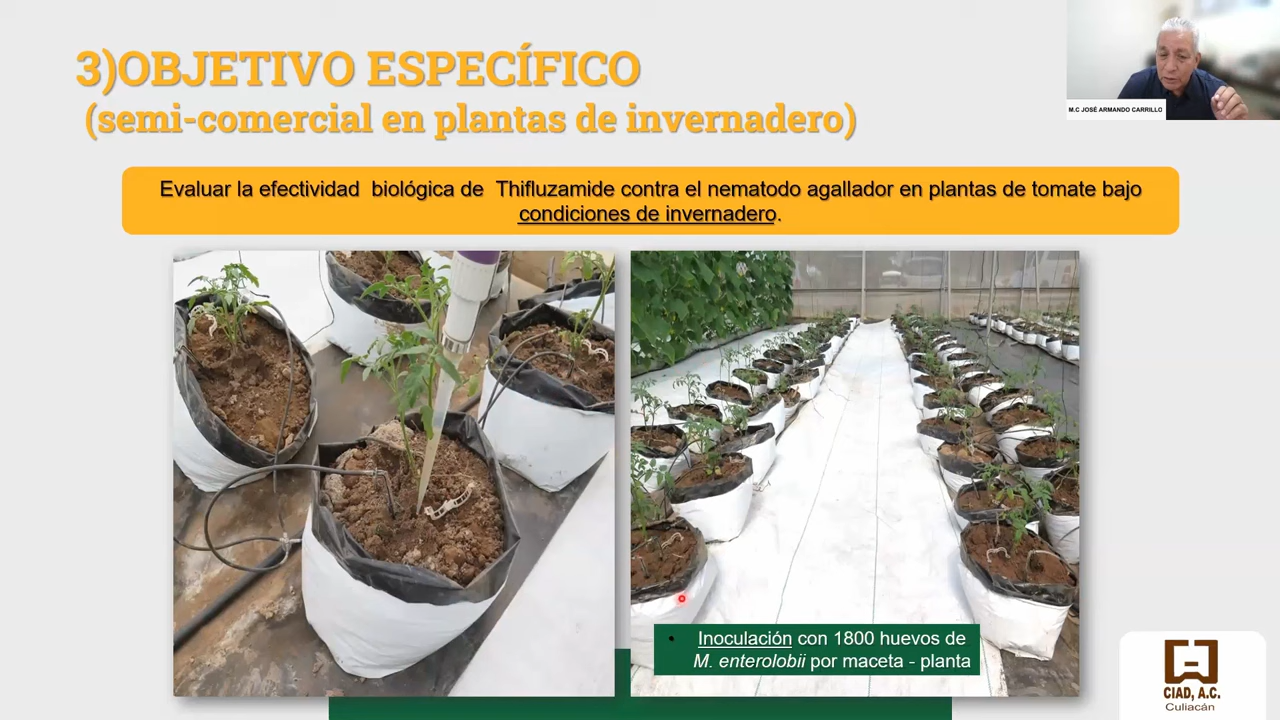 3)OBJETIVO ESPECÍFICO
(semi-comercial en plantas de invernadero)
M.C JOSÉ ARMANDO CARRILLO
Evaluar la efectividad biológica de Thifluzamide contra el nematodo agallador en plantas de tomate bajo
condiciones de invernadero.
• Inoculación con 1800 huevos de
M. enterolobii por maceta - planta
CIAD, A.C.
Culiacán